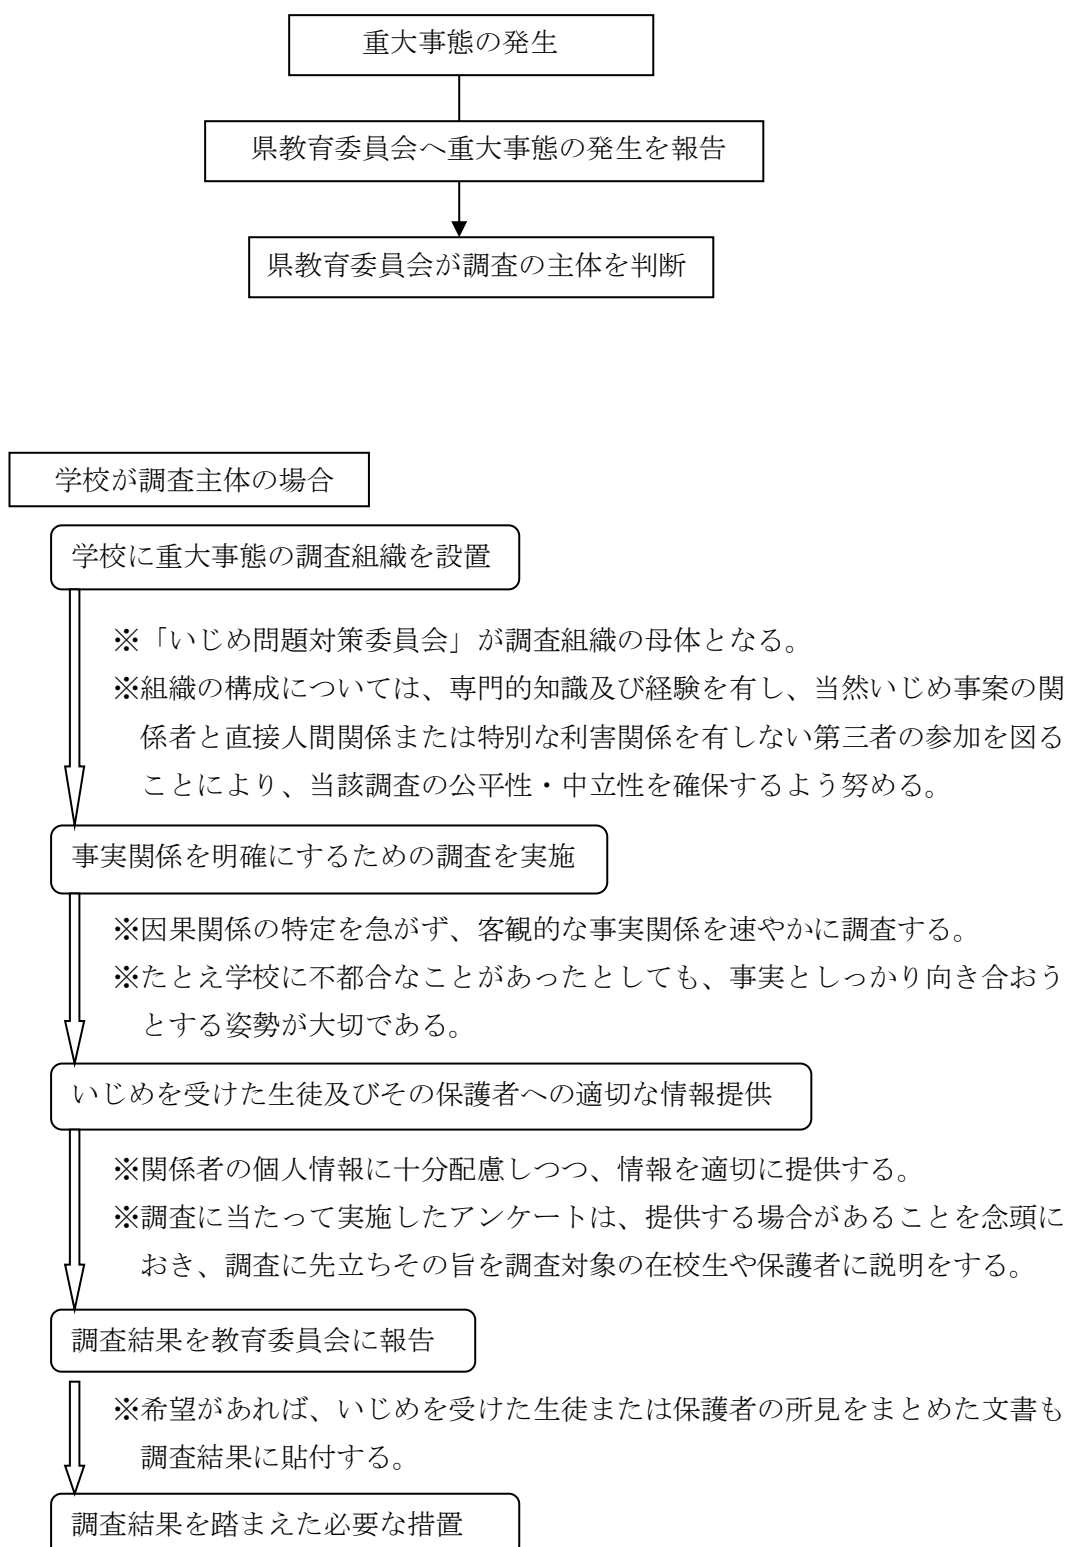 重大事態の発生
県教育委員会へ重大事態の発生を報告
県教育委員会が調査の主体を判断
学校が調査主体の場合
学校に重大事態の調査組織を設置
※「いじめ問題対策委員会」が調査組織の母体となる。
※組織の構成については、専門的知識及び経験を有し、当然いじめ事案の関
係者と直接人間関係または特別な利害関係を有しない第三者の参加を図る
ことにより、当該調査の公平性・中立性を確保するよう努める。
事実関係を明確にするための調査を実施
※因果関係の特定を急がず、客観的な事実関係を速やかに調査する。
※たとえ学校に不都合なことがあったとしても、事実としっかり向き合おう
とする姿勢が大切である。
いじめを受けた生徒及びその保護者への適切な情報提供
※関係者の個人情報に十分配慮しつつ、情報を適切に提供する。
※調査に当たって実施したアンケートは、提供する場合があることを念頭に
おき、調査に先立ちその旨を調査対象の在校生や保護者に説明をする。
調査結果を教育委員会に報告
※希望があれば、いじめを受けた生徒または保護者の所見をまとめた文書も
調査結果に貼付する。
調査結果を踏まえた必要な措置